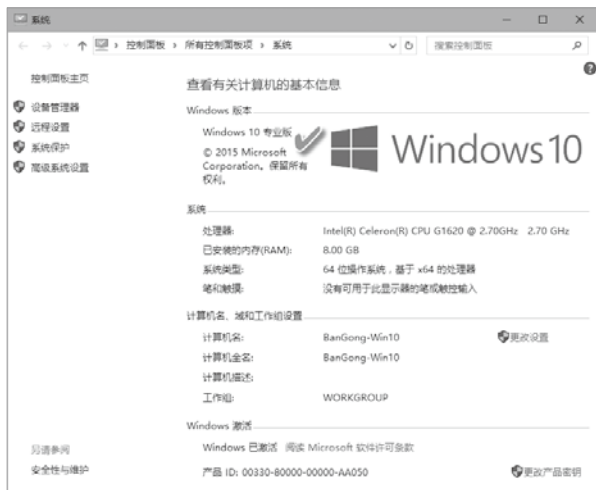 系统
控制面板 › 所有控制面板项 › 系统
搜索控制面板
控制面板主页
设备管理器
远程设置
系统保护
高级系统设置
查看有关计算机的基本信息
Windows 版本
Windows 10 专业版
© 2015 Microsoft
Corporation。保留所有
权利。
Windows 10
系统
处理器: Intel(R) Celeron(R) CPU G1620 @ 2.70GHz 2.70 GHz
已安装的内存(RAM): 8.00 GB
系统类型: 64 位操作系统，基于 x64 的处理器
笔和触摸: 没有可用于此显示器的笔或触控输入
计算机名、域和工作组设置
计算机名: BanGong-Win10 更改设置
计算机全名: BanGong-Win10
计算机描述:
工作组: WORKGROUP
Windows 激活
Windows 已激活 阅读 Microsoft 软件许可条款
产品 ID: 00330-80000-00000-AA050 更改产品密钥
另请参阅
安全性与维护